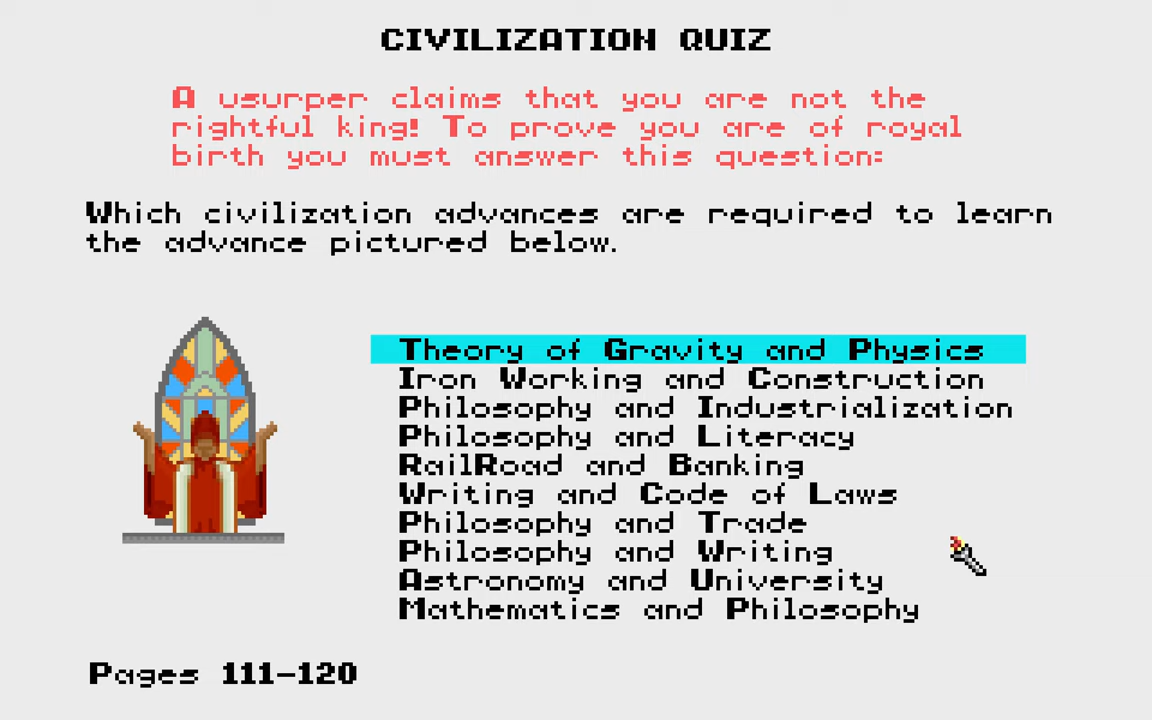 CIVILIZATION QUIZ
A usurper claims that you are not the
rightful king! To prove you are of royal
birth you must answer this question:
Which civilization advances are required to learn
the advance pictured below.
Theory of Gravity and Physics
Iron Working and Construction
Philosophy and Industrialization
Philosophy and Literacy
RailRoad and Banking
Writing and Code of Laws
Philosophy and Trade
Philosophy and Writing
Astronomy and University
Mathematics and Philosophy
Pages 111-120